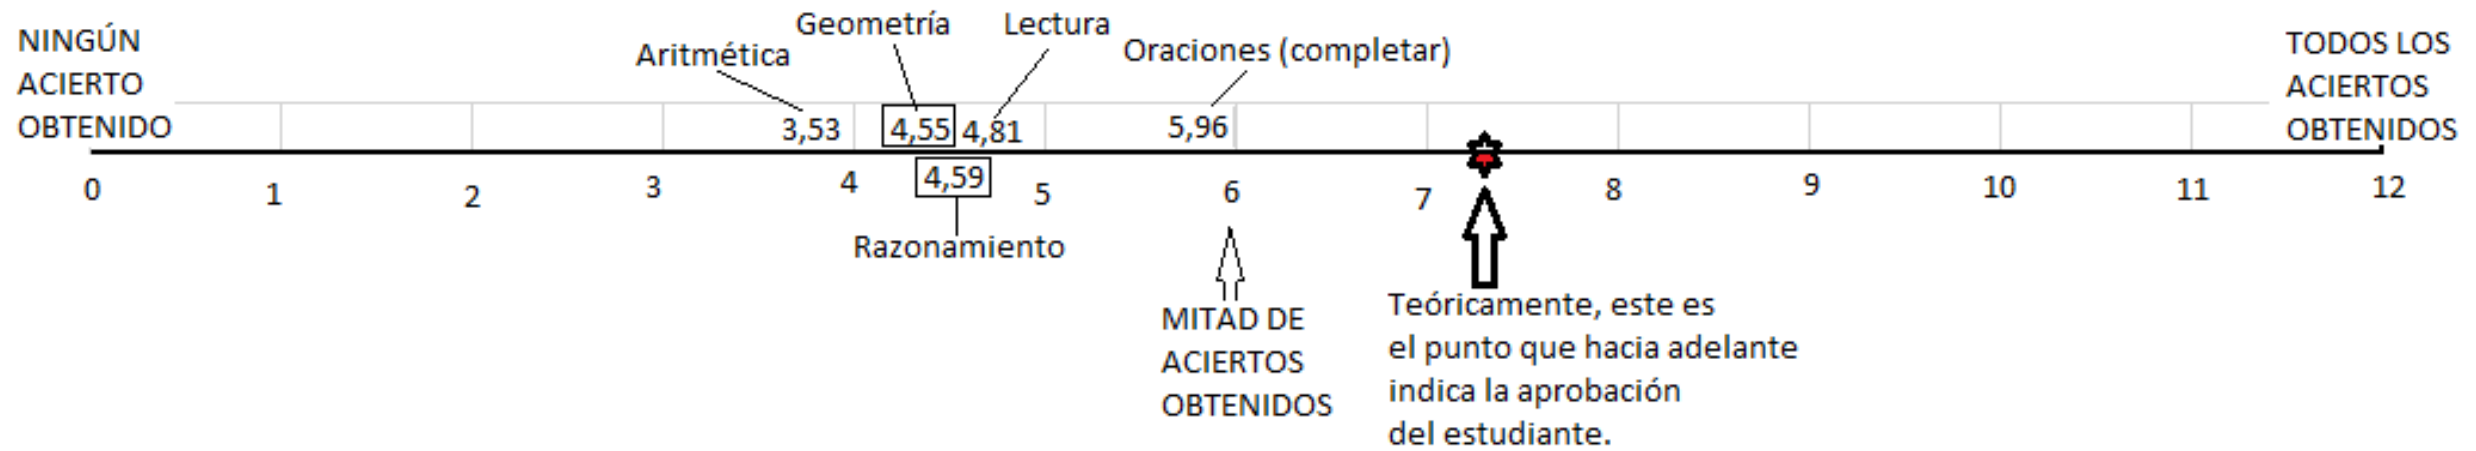 NINGÚN
ACIERTO
OBTENIDO
Aritmética
Geometría
Lectura
Oraciones (completar)
TODOS LOS
ACIERTOS
OBTENIDOS
3,53
4,55
4,81
5,96
0
1
2
3
4
4,59
5
6
7
8
9
10
11
12
Razonamiento
MITAD DE
ACIERTOS
OBTENIDOS
Teóricamente, este es
el punto que hacia adelante
indica la aprobación
del estudiante.